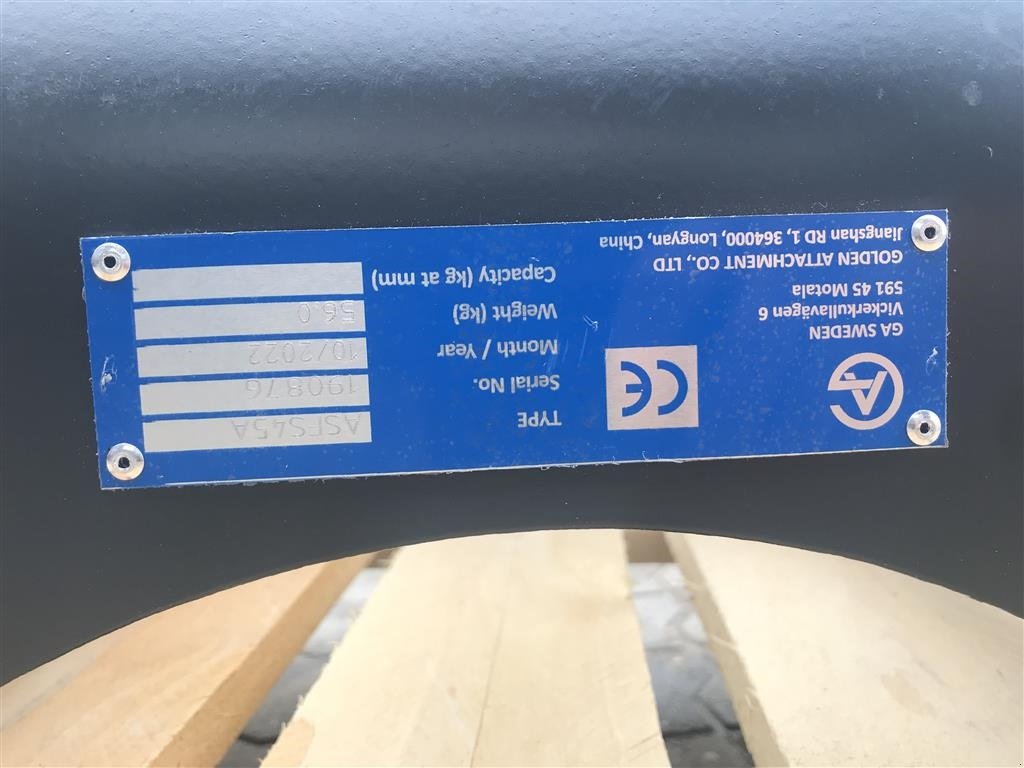 GA SWEDEN
Vickerkullavägen 6
591 45 Motala
GOLDEN ATTACHMENT CO., LTD
Jiangshan RD 1, 364000, Longyan, China
CE
TYPE ASFS45A
Serial No. 190876
Month / Year 10/2022
Weight (kg) 56.0
Capacity (kg at mm)